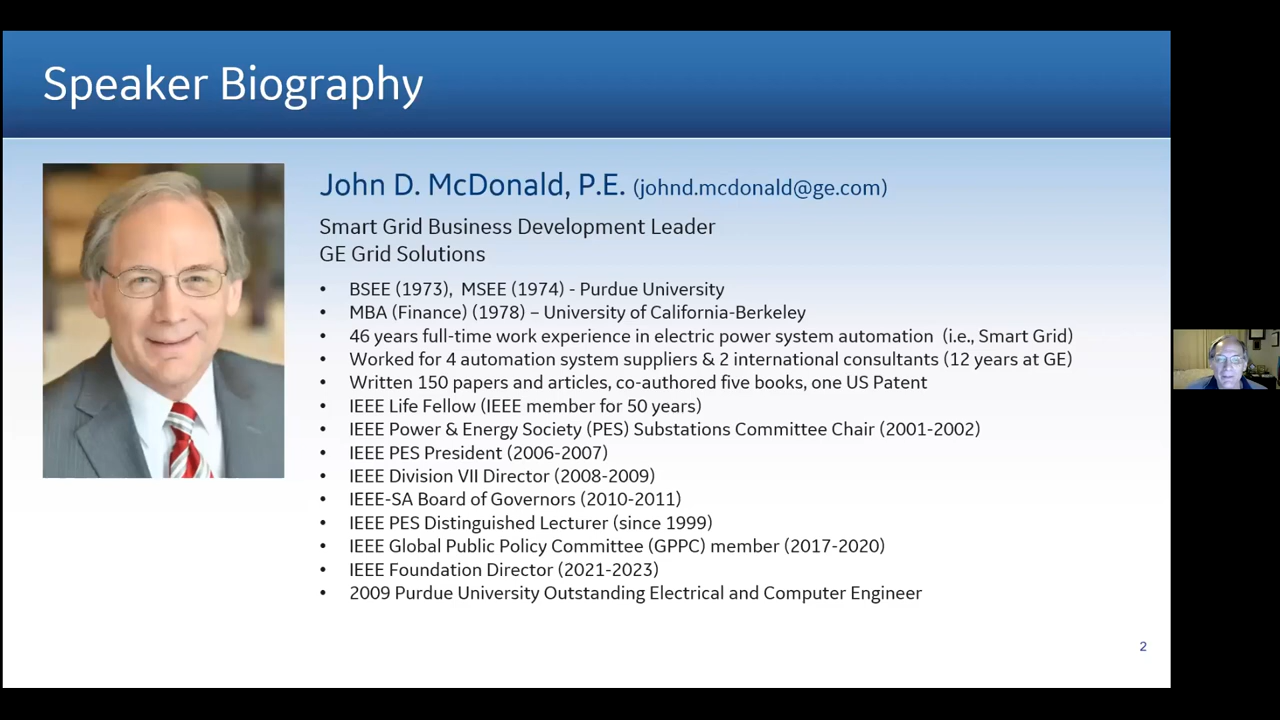 Speaker Biography
John D. McDonald, P.E. (johnd.mcdonald@ge.com)
Smart Grid Business Development Leader
GE Grid Solutions
• BSEE (1973), MSEE (1974) - Purdue University
• MBA (Finance) (1978) – University of California-Berkeley
• 46 years full-time work experience in electric power system automation (i.e., Smart Grid)
• Worked for 4 automation system suppliers & 2 international consultants (12 years at GE)
• Written 150 papers and articles, co-authored five books, one US Patent
• IEEE Life Fellow (IEEE member for 50 years)
• IEEE Power & Energy Society (PES) Substations Committee Chair (2001-2002)
• IEEE PES President (2006-2007)
• IEEE Division VII Director (2008-2009)
• IEEE-SA Board of Governors (2010-2011)
• IEEE PES Distinguished Lecturer (since 1999)
• IEEE Global Public Policy Committee (GPPC) member (2017-2020)
• IEEE Foundation Director (2021-2023)
• 2009 Purdue University Outstanding Electrical and Computer Engineer
2